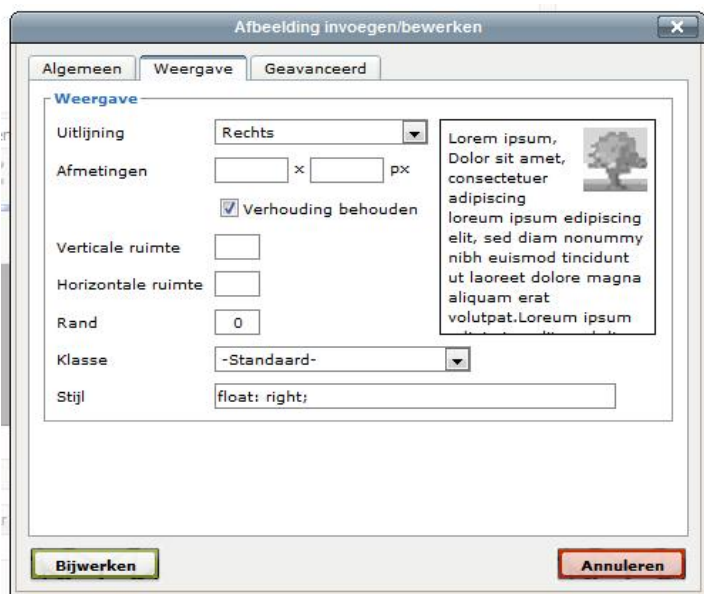 Afbeelding invoegen/bewerken
Algemeen Weergave Geavanceerd
Weergave
Uitlijning Rechts
Afmetingen x px
Verhouding behouden
Verticale ruimte
Horizontale ruimte
Rand 0
Klasse -Standaard-
Stijl float: right;
Lorem ipsum,
Dolor sit amet,
consectetuer
adipiscing
loreum ipsum edipiscing
elit, sed diam nonummy
nibh euismod tincidunt
ut laoreet dolore magna
aliquam erat
volutpat.Loreum ipsum
Bijwerken Annuleren